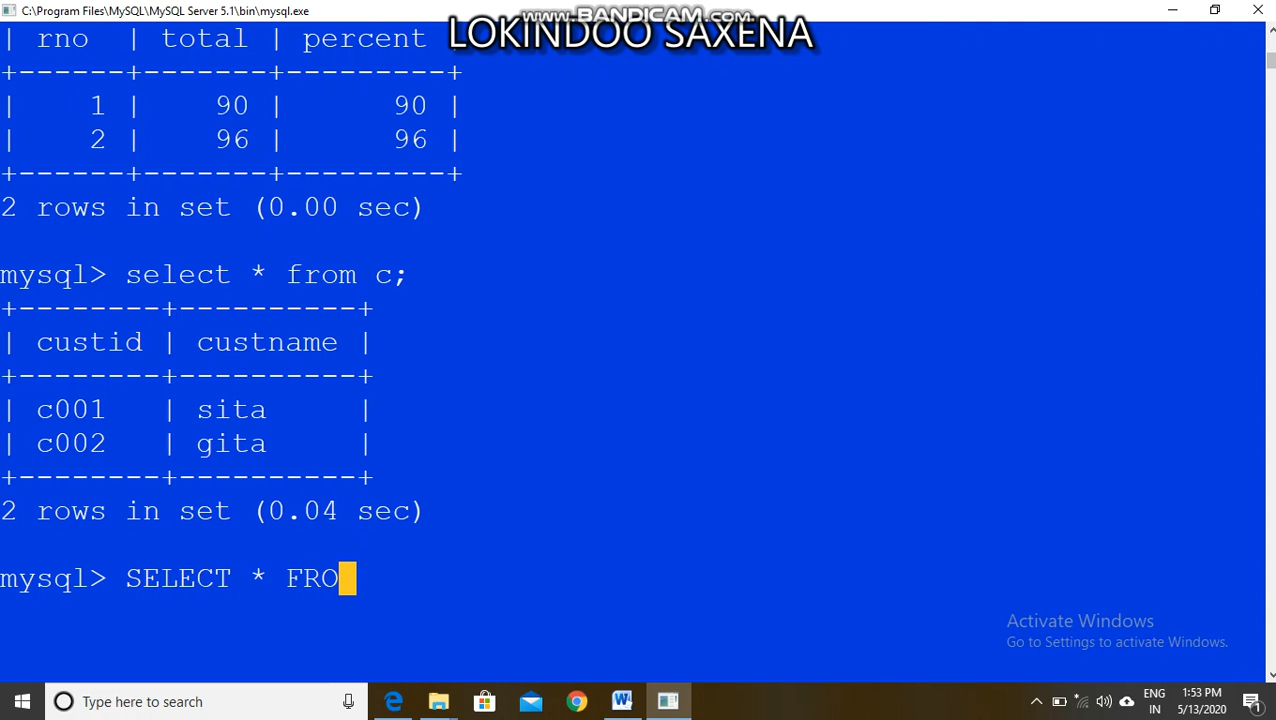 C:\Program Files\MySQL\MySQL Server 5.1\bin\mysql.exe
www.BANDICAM.com
LOKINDOO SAXENA
| rno | total | percent
+------+-------+---------+
| 1 | 90 | 90 |
| 2 | 96 | 96 |
+------+-------+---------+
2 rows in set (0.00 sec)
mysql> select * from c;
+--------+----------+
| custid | custname |
+--------+----------+
| c001 | sita |
| c002 | gita |
+--------+----------+
2 rows in set (0.04 sec)
mysql> SELECT * FRO
Activate Windows
Go to Settings to activate Windows.
Type here to search
ENG
IN
1:53 PM
5/13/2020
1